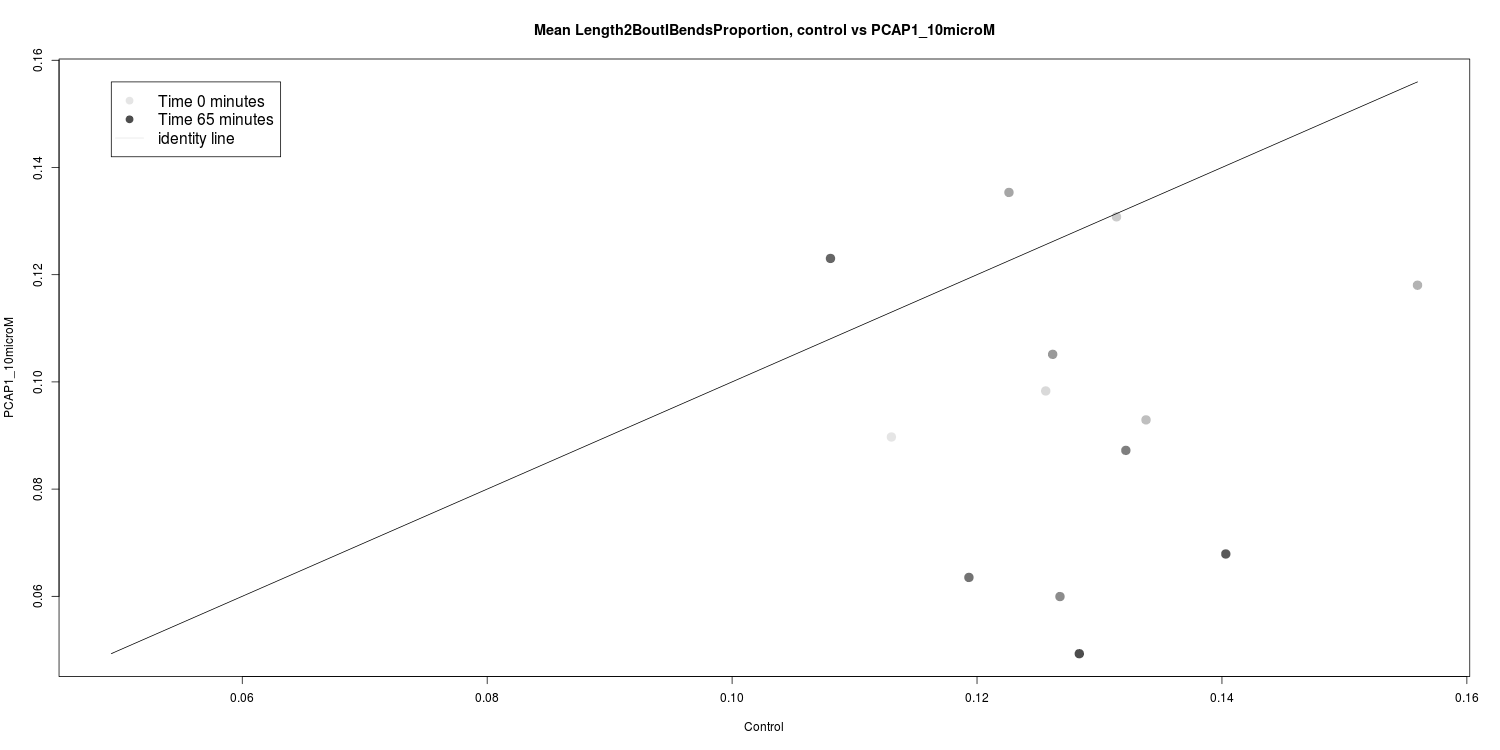 Mean Length2BoutIBendsProportion, control vs PCAP1_10microM
Time 0 minutes
Time 65 minutes
identity line
PCAP1_10microM
0.16
0.14
0.12
0.10
0.08
0.06
0.06
0.08
0.10
0.12
0.14
0.16
Control